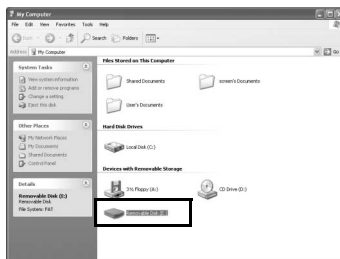 My Computer
File Edit View Favorites Tools Help
Back Search Folders
Address My Computer Go
System Tasks
View system information
Add or remove programs
Change a setting
Eject this disk
Other Places
My Network Places
My Documents
Shared Documents
Control Panel
Details
Removable Disk (E:)
Removable Disk
File System: FAT
Files Stored on This Computer
Shared Documents
screen's Documents
User's Documents
Hard Disk Drives
Local Disk (C:)
Devices with Removable Storage
3½ Floppy (A:)
CD Drive (D:)
Removable Disk (E:)